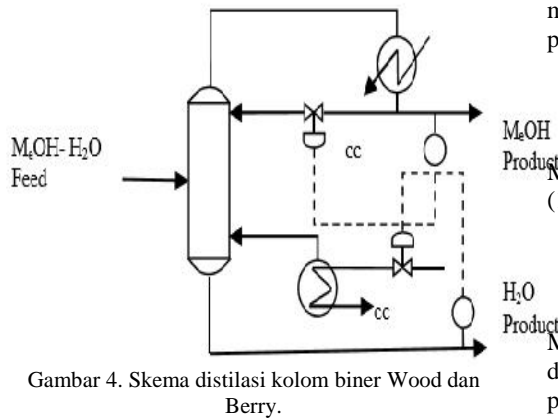 m
p
MₑOH- H₂O
Feed
cc
MₑOH
Product
M
(
cc
H₂O
Product
M
d
p
Gambar 4. Skema distilasi kolom biner Wood dan
Berry.